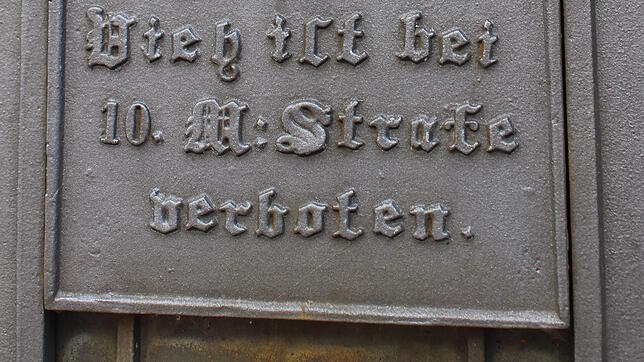 Vieh iſt bei
10. M: Strafe
verboten.